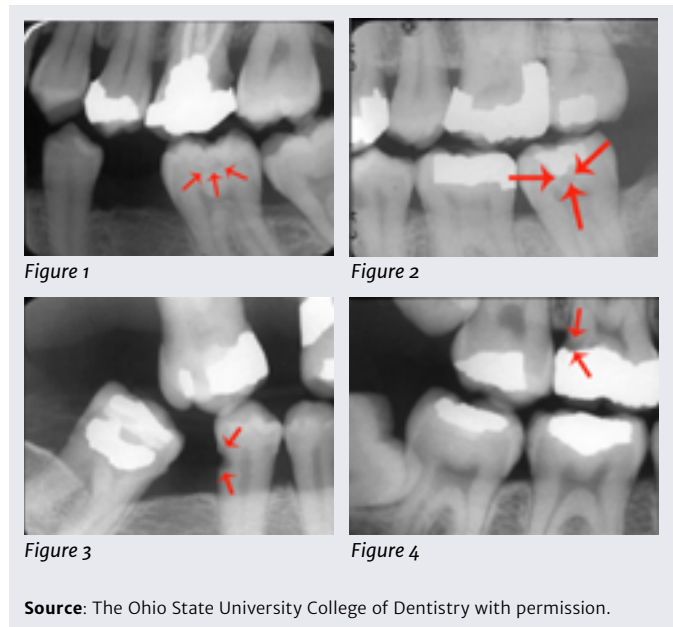 Figure 1
Figure 2
Figure 3
Figure 4
Source: The Ohio State University College of Dentistry with permission.